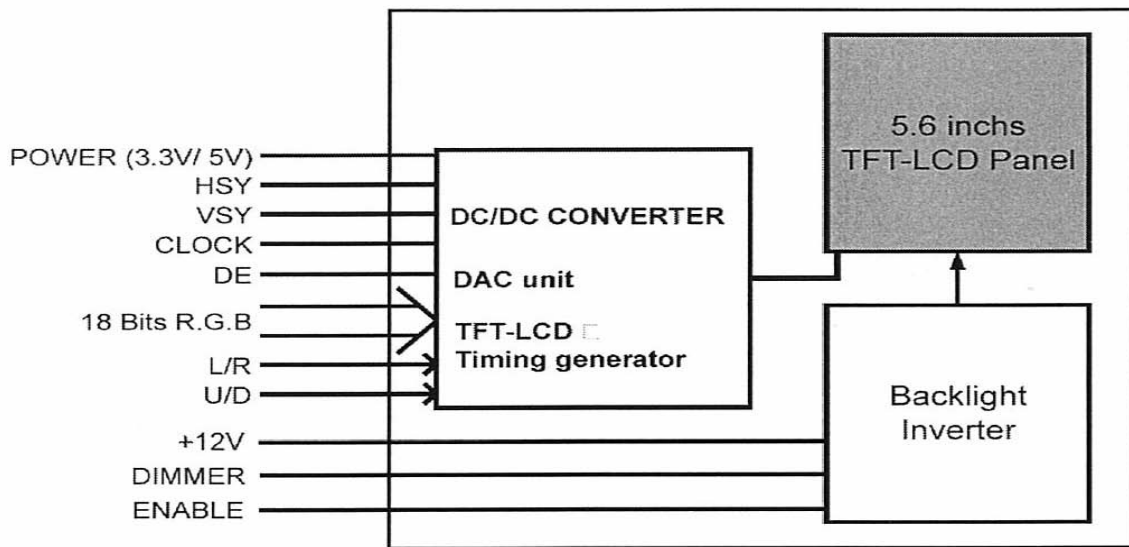 5.6 inchs
TFT-LCD Panel
POWER (3.3V/ 5V)
HSY
VSY
CLOCK
DE
18 Bits R.G.B
L/R
U/D
+12V
DIMMER
ENABLE
DC/DC CONVERTER
DAC unit
TFT-LCD
Timing generator
Backlight
Inverter